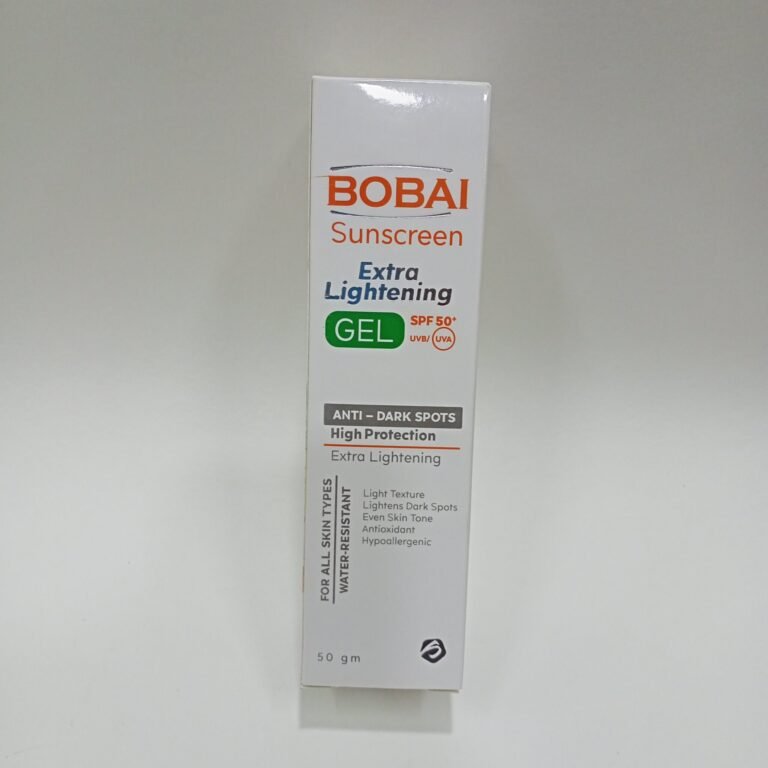 BOBAI
Sunscreen
Extra
Lightening
GEL
SPF 50+
UVB/ UVA
ANTI – DARK SPOTS
High Protection
Extra Lightening
FOR ALL SKIN TYPES
WATER-RESISTANT
Light Texture
Lightens Dark Spots
Even Skin Tone
Antioxidant
Hypoallergenic
50 gm